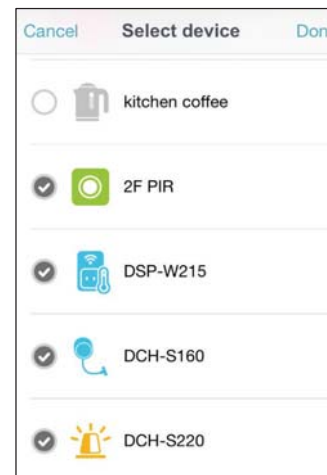 Cancel Select device Don
kitchen coffee
2F PIR
DSP-W215
DCH-S160
DCH-S220